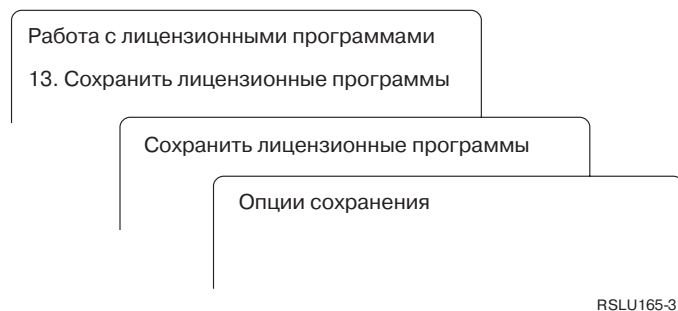 Работа с лицензионными программами
13. Сохранить лицензионные программы
Сохранить лицензионные программы
Опции сохранения
RSLU165-3